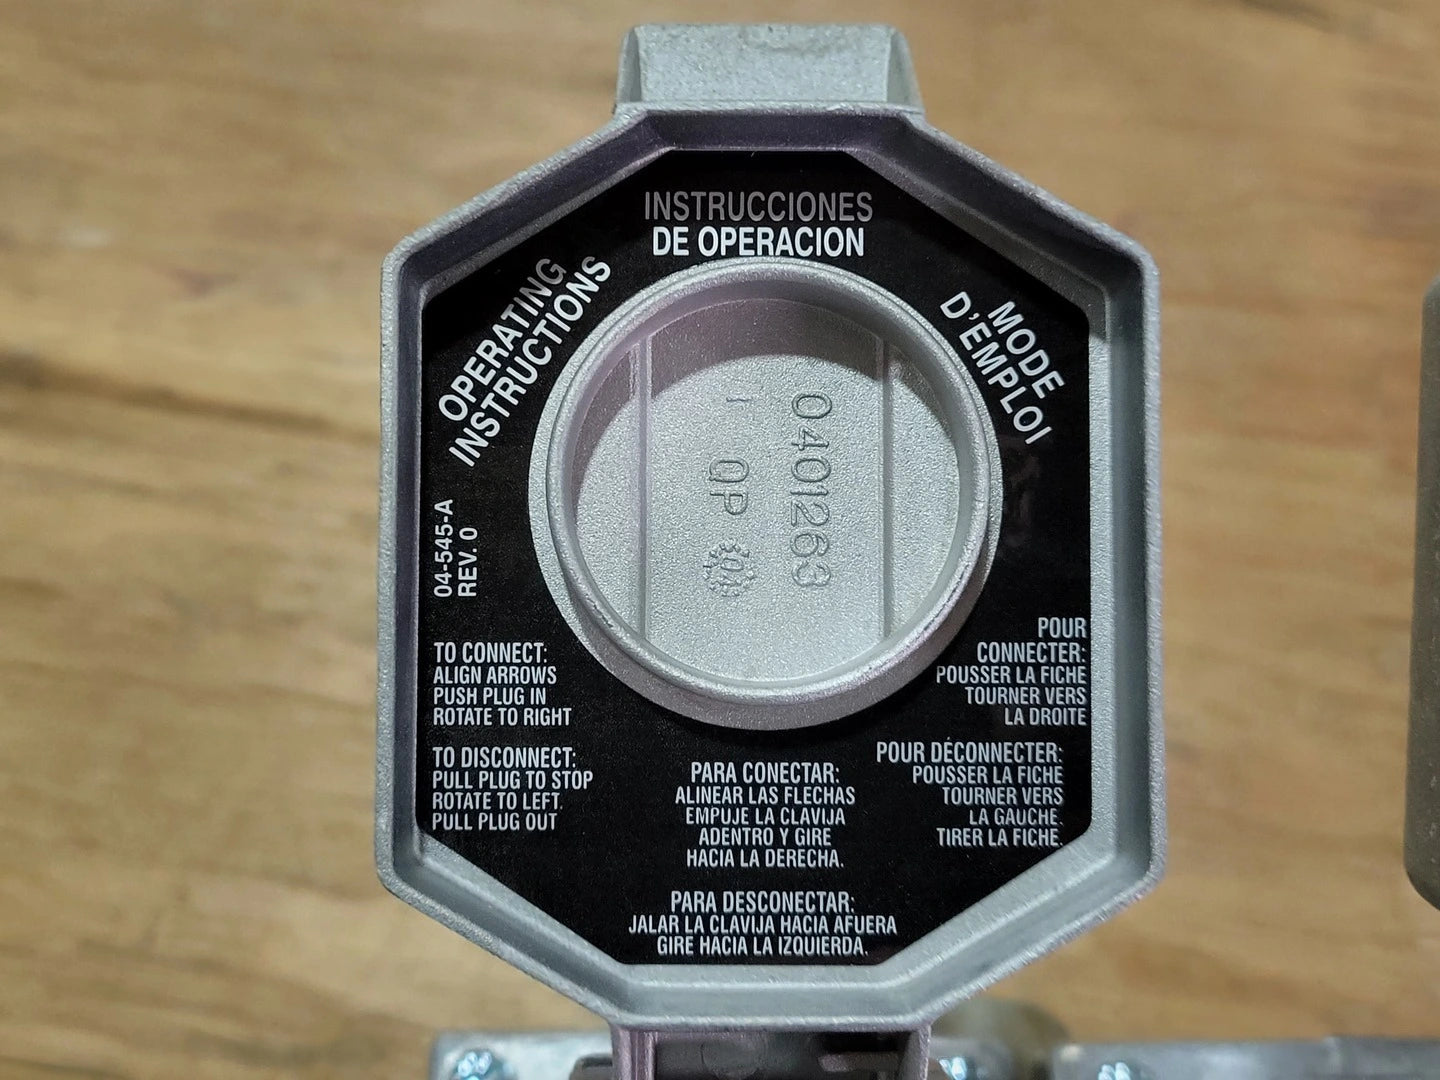 INSTRUCCIONES
DE OPERACION
OPERATING
INSTRUCTIONS
MODE
D'EMPLOI
0401263
1 QP
04-545-A
REV. 0
TO CONNECT:
ALIGN ARROWS
PUSH PLUG IN
ROTATE TO RIGHT
TO DISCONNECT:
PULL PLUG TO STOP
ROTATE TO LEFT.
PULL PLUG OUT
PARA CONECTAR:
ALINEAR LAS FLECHAS
EMPUJE LA CLAVIJA
ADENTRO Y GIRE
HACIA LA DERECHA.
PARA DESCONECTAR:
JALAR LA CLAVIJA HACIA AFUERA
GIRE HACIA LA IZQUIERDA.
POUR
CONNECTER:
POUSSER LA FICHE
TOURNER VERS
LA DROITE
POUR DÉCONNECTER:
POUSSER LA FICHE
TOURNER VERS
LA GAUCHE.
TIRER LA FICHE.